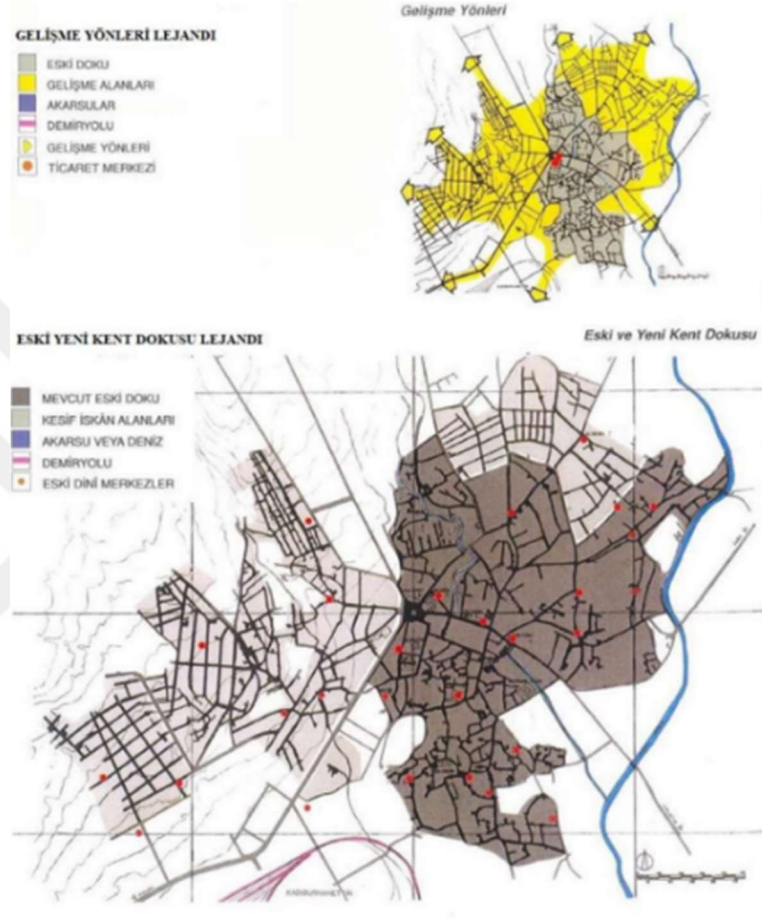 Gelişme Yönleri
GELİŞME YÖNLERİ LEJANDI
ESKİ DOKU
GELİŞME ALANLARI
AKARSULAR
DEMİRYOLU
GELİŞME YÖNLERİ
TİCARET MERKEZİ
ESKİ YENİ KENT DOKUSU LEJANDI
Eski ve Yeni Kent Dokusu
MEVCUT ESKİ DOKU
KESİF İSKÂN ALANLARI
AKARSU VEYA DENİZ
DEMİRYOLU
ESKİ DİNİ MERKEZLER